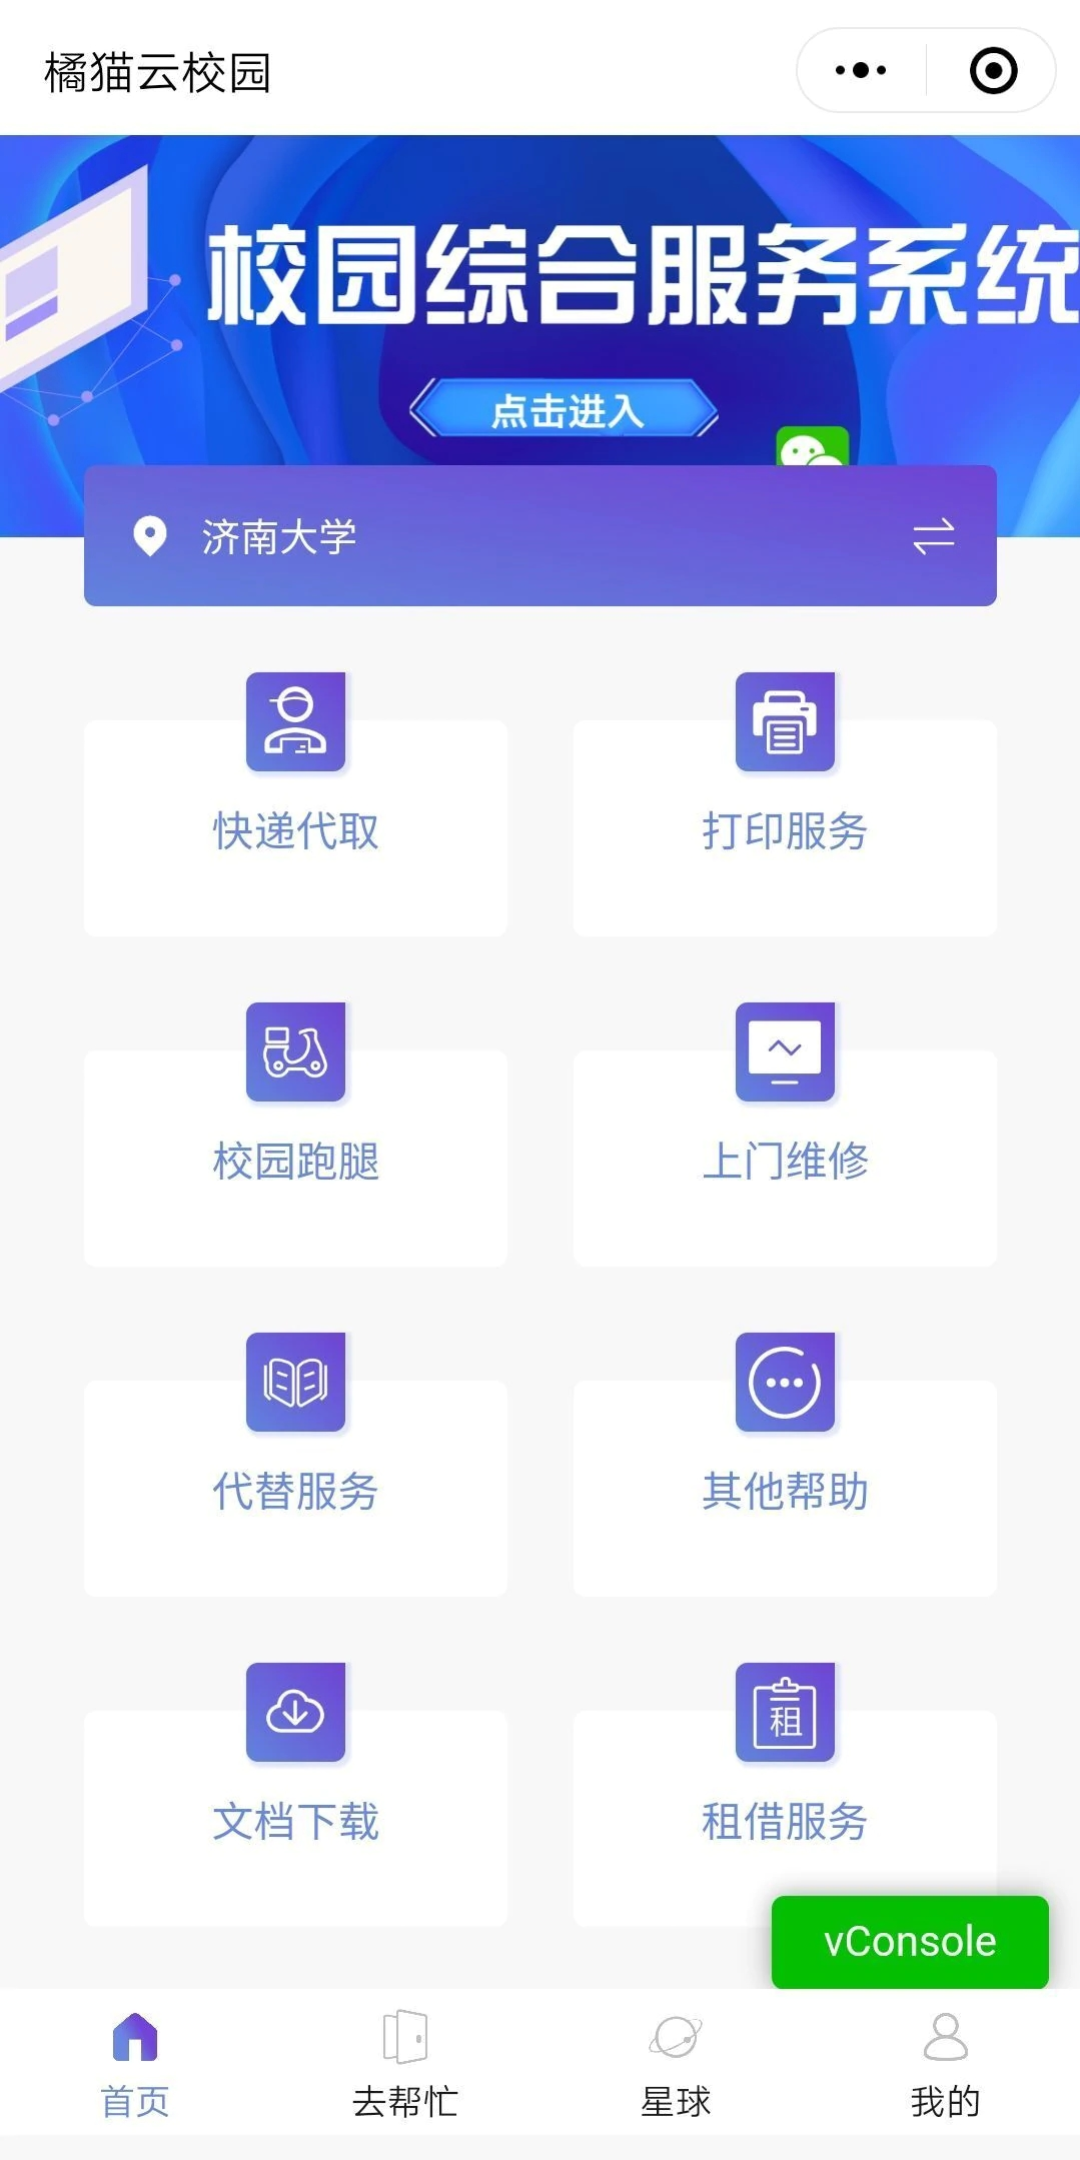 橘猫云校园
校园综合服务系统
点击进入
济南大学
快递代取
打印服务
校园跑腿
上门维修
代替服务
其他帮助
文档下载
租
租借服务
vConsole
首页
去帮忙
星球
我的